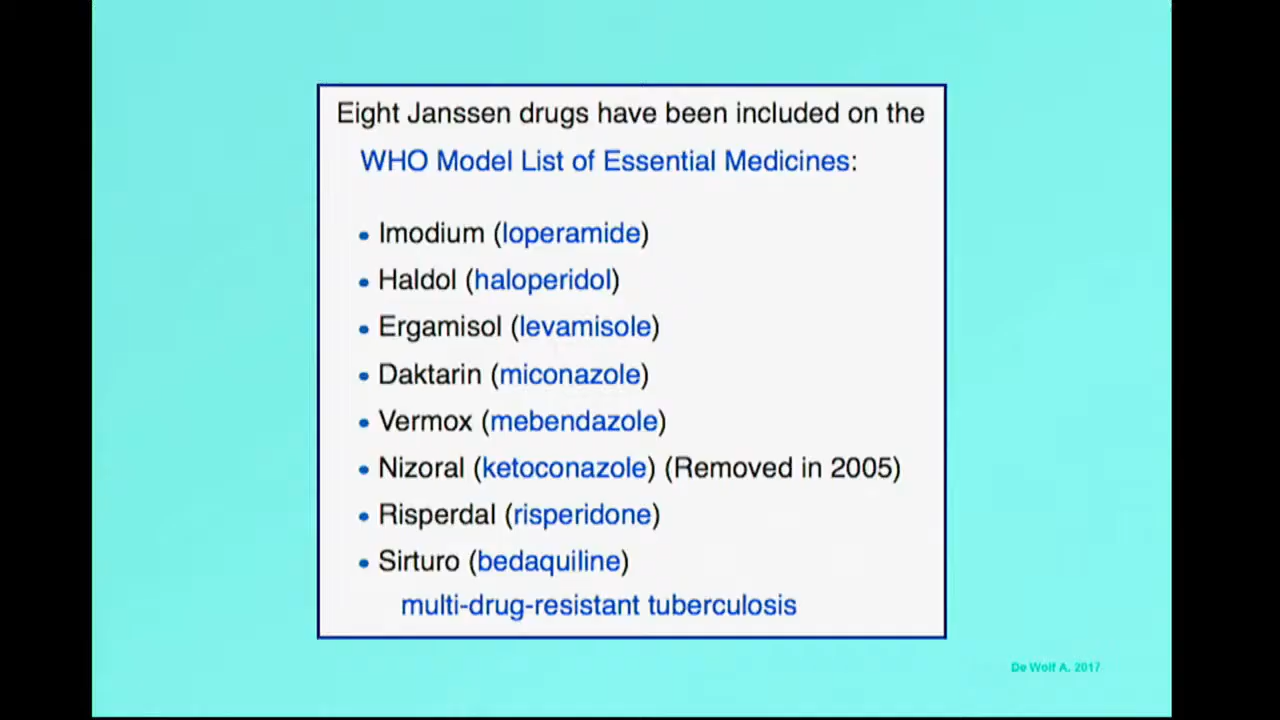 Eight Janssen drugs have been included on the
WHO Model List of Essential Medicines:
• Imodium (loperamide)
• Haldol (haloperidol)
• Ergamisol (levamisole)
• Daktarin (miconazole)
• Vermox (mebendazole)
• Nizoral (ketoconazole) (Removed in 2005)
• Risperdal (risperidone)
• Sirturo (bedaquiline)
multi-drug-resistant tuberculosis
De Wolf A. 2017